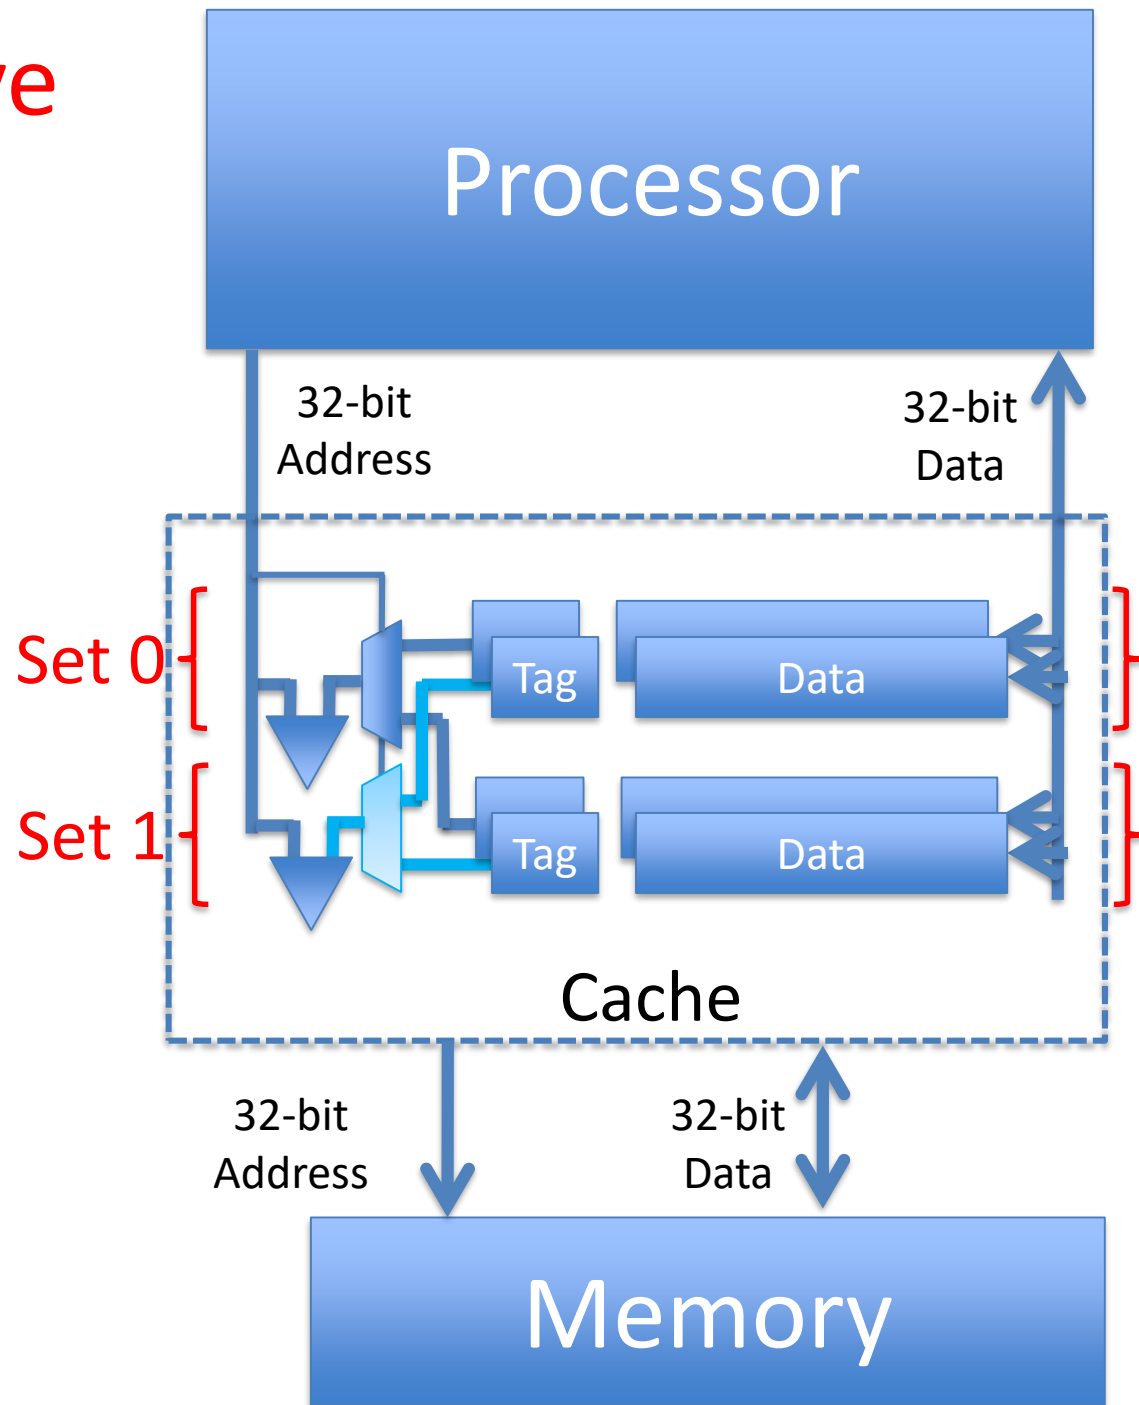 ve
Processor
32-bit
Address
32-bit
Data
Set 0
Tag
Data
Set 1
Tag
Data
Cache
32-bit
Address
32-bit
Data
Memory